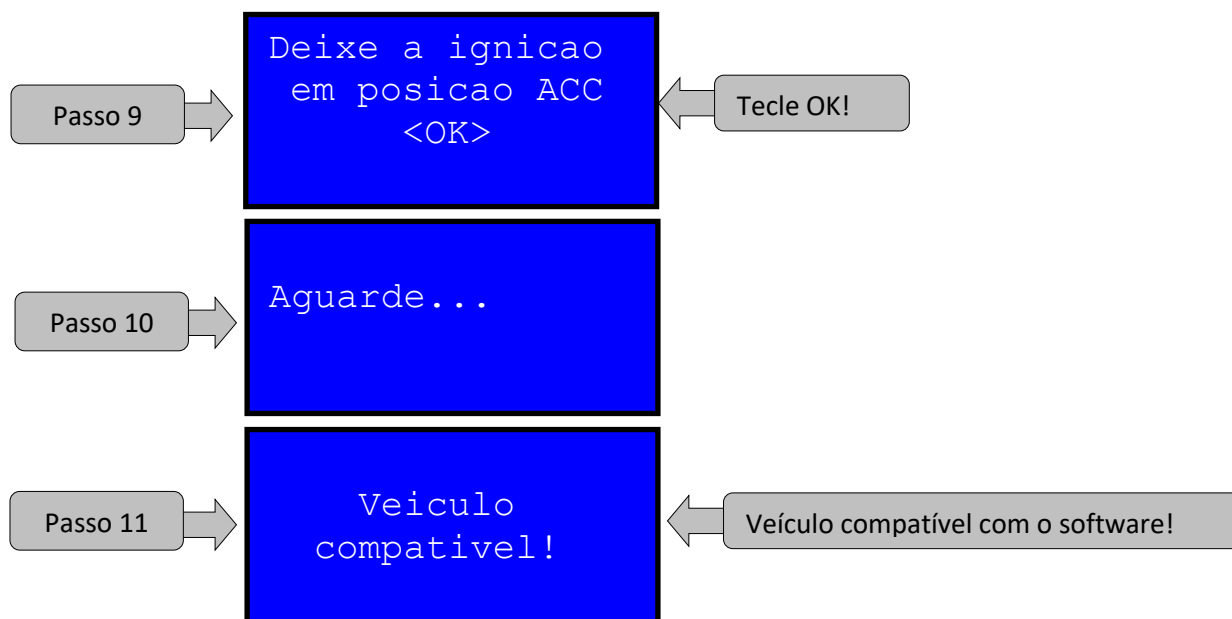 Passo 9
Deixe a ignicao
em posicao ACC
<OK>
Tecle OK!
Passo 10
Aguarde...
Passo 11
Veiculo
compativel!
Veículo compatível com o software!